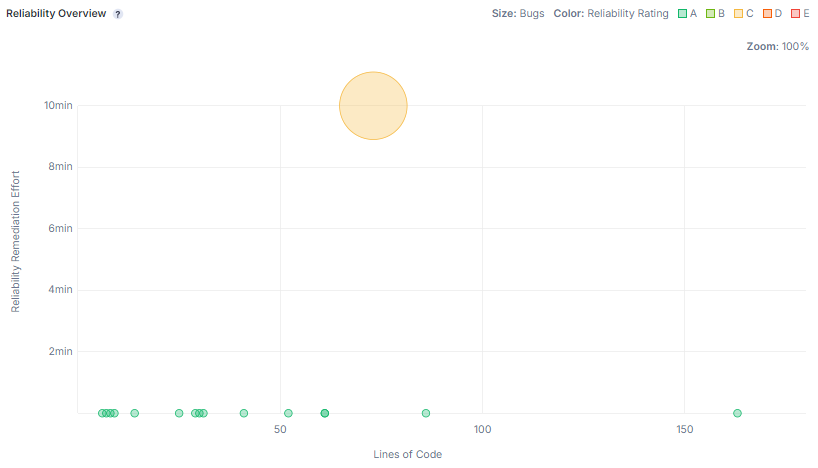 Reliability Overview ? Size: Bugs Color: Reliability Rating A B C D E
Zoom: 100%
10min
8min
6min
4min
2min
Reliability Remediation Effort
50 100 150
Lines of Code